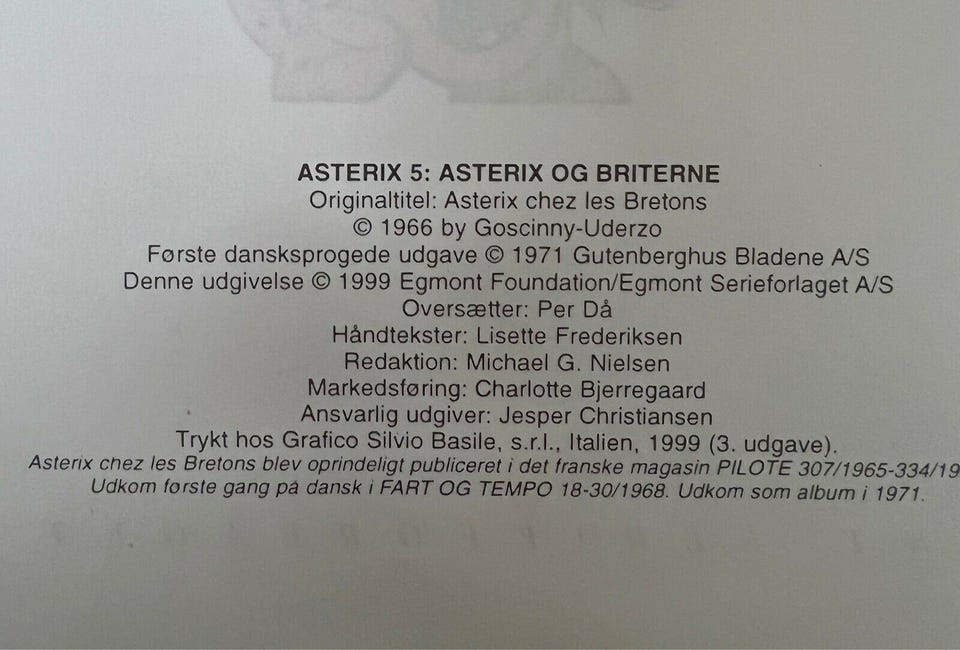 ASTERIX 5: ASTERIX OG BRITERNE
Originaltitel: Asterix chez les Bretons
© 1966 by Goscinny-Uderzo
Første dansksprogede udgave © 1971 Gutenberghus Bladene A/S
Denne udgivelse © 1999 Egmont Foundation/Egmont Serieforlaget A/S
Oversætter: Per Då
Håndtekster: Lisette Frederiksen
Redaktion: Michael G. Nielsen
Markedsføring: Charlotte Bjerregaard
Ansvarlig udgiver: Jesper Christiansen
Trykt hos Grafico Silvio Basile, s.r.l., Italien, 1999 (3. udgave).
Asterix chez les Bretons blev oprindeligt publiceret i det franske magasin PILOTE 307/1965-334/19
Udkom første gang på dansk i FART OG TEMPO 18-30/1968. Udkom som album i 1971.